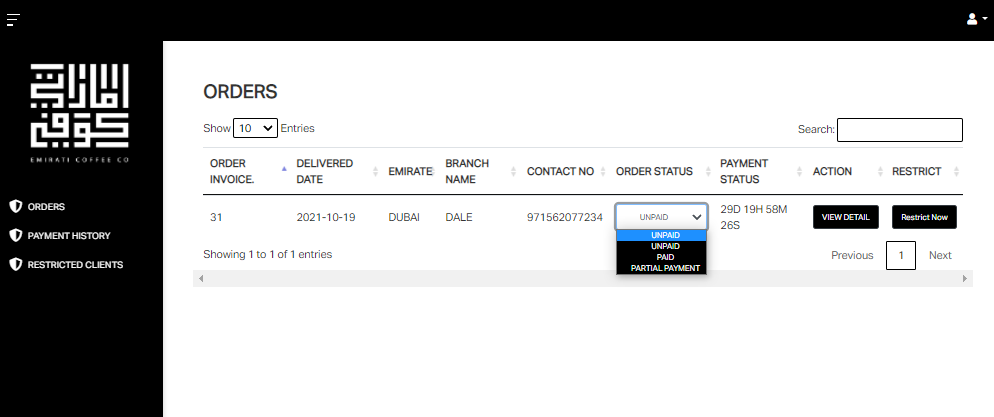 الإماراتية
كوفي
EMIRATI COFFEE CO
ORDERS
PAYMENT HISTORY
RESTRICTED CLIENTS
ORDERS
Show 10 Entries
Search:
ORDER INVOICE. DELIVERED DATE EMIRATE BRANCH NAME CONTACT NO ORDER STATUS PAYMENT STATUS ACTION RESTRICT
31 2021-10-19 DUBAI DALE 971562077234 UNPAID 29D 19H 58M 26S VIEW DETAIL Restrict Now
UNPAID
UNPAID
PAID
PARTIAL PAYMENT
Showing 1 to 1 of 1 entries
Previous 1 Next